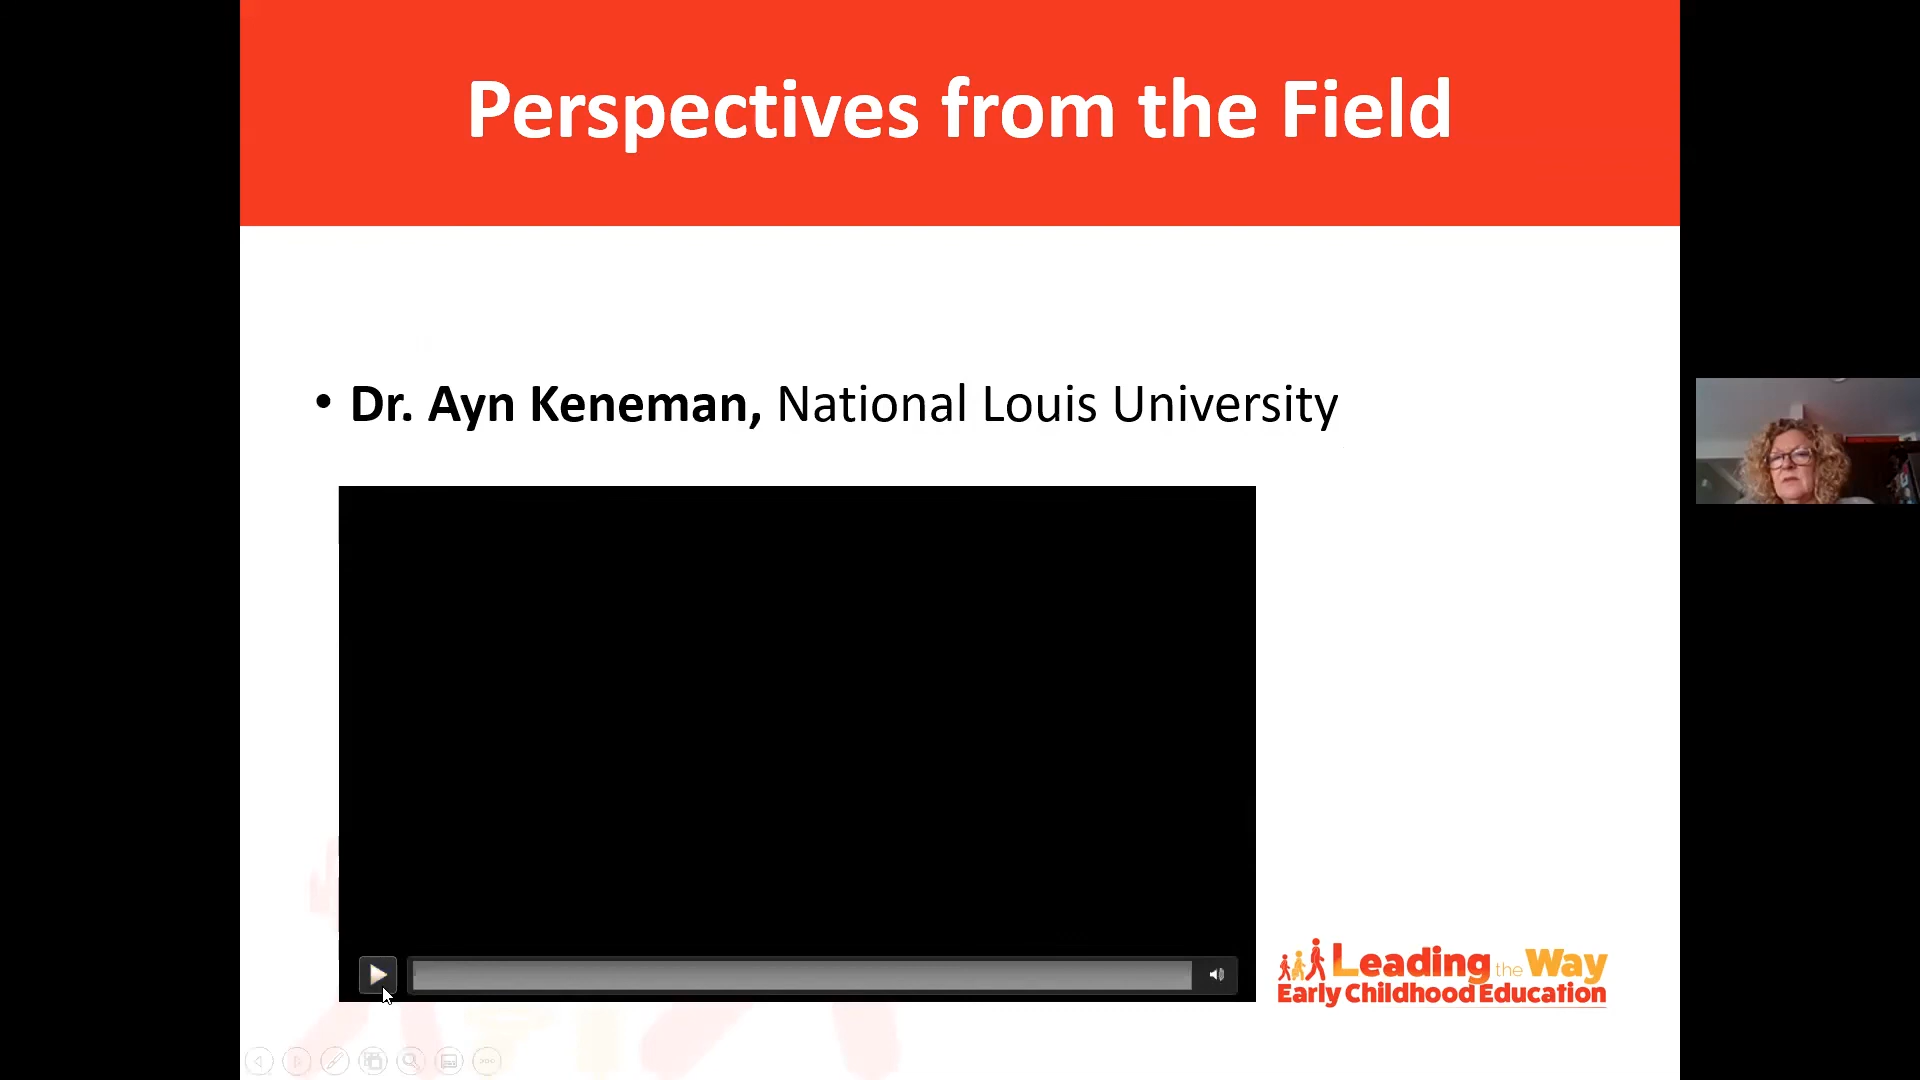 Perspectives from the Field
• Dr. Ayn Keneman, National Louis University
Leading the Way
Early Childhood Education